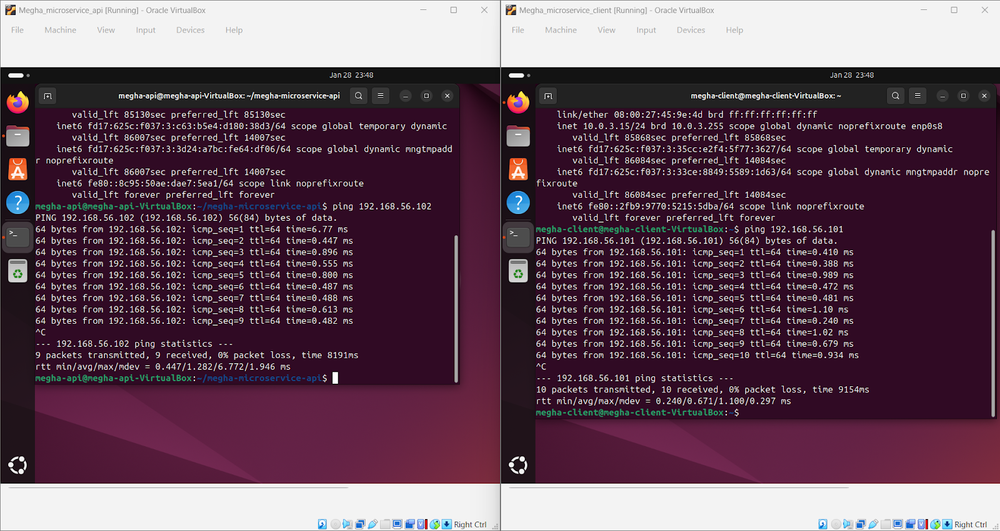 Megha_microservice_api [Running] - Oracle VirtualBox
File Machine View Input Devices Help
Jan 28 23:48
megha-api@megha-api-VirtualBox: ~/megha-microservice-api
valid_lft 85130sec preferred_lft 85130sec
inet6 fd17:625c:f037:3:c63:b5e4:d180:38d3/64 scope global temporary dynamic
valid_lft 86007sec preferred_lft 14007sec
inet6 fd17:625c:f037:3:3d24:a7bc:fe64:df06/64 scope global dynamic mngtmpadd
r noprefixroute
valid_lft 86007sec preferred_lft 14007sec
inet6 fe80::8c95:50ae:dae7:5ea1/64 scope link noprefixroute
valid_lft forever preferred_lft forever
megha-api@megha-api-VirtualBox:~/megha-microservice-api$ ping 192.168.56.102
PING 192.168.56.102 (192.168.56.102) 56(84) bytes of data.
64 bytes from 192.168.56.102: icmp_seq=1 ttl=64 time=6.77 ms
64 bytes from 192.168.56.102: icmp_seq=2 ttl=64 time=0.447 ms
64 bytes from 192.168.56.102: icmp_seq=3 ttl=64 time=0.896 ms
64 bytes from 192.168.56.102: icmp_seq=4 ttl=64 time=0.555 ms
64 bytes from 192.168.56.102: icmp_seq=5 ttl=64 time=0.800 ms
64 bytes from 192.168.56.102: icmp_seq=6 ttl=64 time=0.487 ms
64 bytes from 192.168.56.102: icmp_seq=7 ttl=64 time=0.488 ms
64 bytes from 192.168.56.102: icmp_seq=8 ttl=64 time=0.613 ms
64 bytes from 192.168.56.102: icmp_seq=9 ttl=64 time=0.482 ms
^C
--- 192.168.56.102 ping statistics ---
9 packets transmitted, 9 received, 0% packet loss, time 8191ms
rtt min/avg/max/mdev = 0.447/1.282/6.772/1.946 ms
megha-api@megha-api-VirtualBox:~/megha-microservice-api$
Right Ctrl
Megha_microservice_client [Running] - Oracle VirtualBox
File Machine View Input Devices Help
Jan 28 23:48
megha-client@megha-client-VirtualBox: ~
link/ether 08:00:27:45:9e:4d brd ff:ff:ff:ff:ff:ff
inet 10.0.3.15/24 brd 10.0.3.255 scope global dynamic noprefixroute enp0s8
valid_lft 85868sec preferred_lft 85868sec
inet6 fd17:625c:f037:3:35cc:e2f4:5f77:3627/64 scope global temporary dynamic
valid_lft 86084sec preferred_lft 14084sec
inet6 fd17:625c:f037:3:33ce:8849:5589:1d63/64 scope global dynamic mngtmpaddr nopre
fixroute
valid_lft 86084sec preferred_lft 14084sec
inet6 fe80::2fb9:9770:5215:5dba/64 scope link noprefixroute
valid_lft forever preferred_lft forever
megha-client@megha-client-VirtualBox:~$ ping 192.168.56.101
PING 192.168.56.101 (192.168.56.101) 56(84) bytes of data.
64 bytes from 192.168.56.101: icmp_seq=1 ttl=64 time=0.410 ms
64 bytes from 192.168.56.101: icmp_seq=2 ttl=64 time=0.388 ms
64 bytes from 192.168.56.101: icmp_seq=3 ttl=64 time=0.989 ms
64 bytes from 192.168.56.101: icmp_seq=4 ttl=64 time=0.472 ms
64 bytes from 192.168.56.101: icmp_seq=5 ttl=64 time=0.481 ms
64 bytes from 192.168.56.101: icmp_seq=6 ttl=64 time=1.10 ms
64 bytes from 192.168.56.101: icmp_seq=7 ttl=64 time=0.240 ms
64 bytes from 192.168.56.101: icmp_seq=8 ttl=64 time=1.02 ms
64 bytes from 192.168.56.101: icmp_seq=9 ttl=64 time=0.679 ms
64 bytes from 192.168.56.101: icmp_seq=10 ttl=64 time=0.934 ms
^C
--- 192.168.56.101 ping statistics ---
10 packets transmitted, 10 received, 0% packet loss, time 9154ms
rtt min/avg/max/mdev = 0.240/0.671/1.100/0.297 ms
megha-client@megha-client-VirtualBox:~$
Right Ctrl